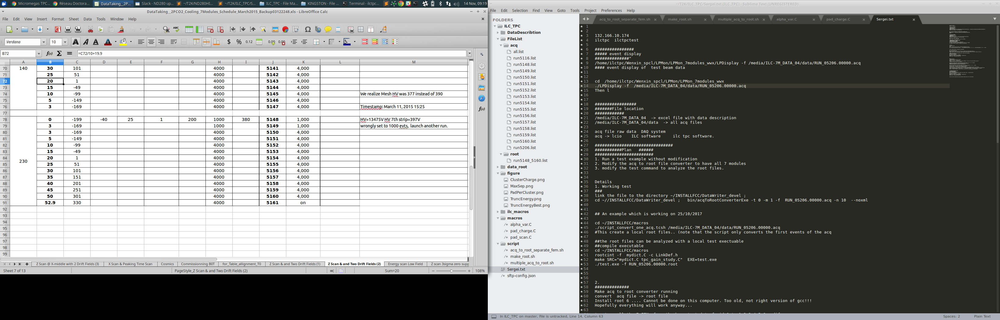 Micromegas TPC...
Réseau Doctora...
DataTaking__2P...
Slack - ND280 up...
~/T2K/ND280HI...
~/T2K/ILC_TPC/S...
ILC_TPC - File Ma...
KINGSTON - File ...
Terminal - ilctpc...
14 Nov, 09:19
DataTaking__2PCO2_Cooling_7Modules_Schedule_March2015_Backup03122248.xls - LibreOffice Calc
File Edit View Insert Format Sheet Data Tools Window Help
Verdana 10
B72 =C72/10+19.9
A B C D E F G H I J K L M
70 140 30 101 4000 5141 4,000
71 25 51 4000 5142 4,000
72 20 1 4000 5143 4,000
73 15 -49 4000 5144 4,000
74 10 -99 4000 5145 4,000 We realize Mesh HV was 377 instead of 390
75 5 -149 4000 5146 4,000
76 3 -169 4000 5147 4,000 Timestamp: March 11, 2015 15:25
77
78 0 -199 -40 25 1 200 1000 380 5148 1,000 HV=13475V HV 7th strip=397V
79 3 -169 1000 5149 1,000 wrongly set to 1000 evts, launch another run.
80 3 -169 4000 5150 4,000
81 5 -149 4000 5151 4,000
82 10 -99 4000 5152 4,000
83 15 -49 4000 5153 4,000
84 20 1 4000 5154 4,000
230
85 25 51 4000 5155 4,000
86 30 101 4000 5156 4,000
87 35 151 4000 5157 4,000
88 40 201 4000 5158 4,000
89 45 251 4000 5159 4,000
90 50 301 4000 5160 4,000
91 52.9 330 4000 5161 on
92
93
94
95
96
97
98
99
Z Scan @ X-middle with 2 Drift Fields (3) X Scan & Peaking Time Scan Cosmics Commissionning B0T for_Table_allignment_T0 Z Scan & and Two Drift Fields (1) Z Scan & and Two Drift Fields (2) Energy scan Low Field Z scan 3sigma zero supp
Sheet 7 of 13 PageStyle_Z Scan & and Two Drift Fields (2) Sum=20 108%
~/T2K/ILC_TPC/Sergei.txt (ILC_TPC) - Sublime Text (UNREGISTERED)
File Edit Selection Find View Goto Tools Project Preferences Help
FOLDERS
ILC_TPC
DataDescribtion
FileList
acq
all.list
run5116.list
run5148.list
run5149.list
run5150.list
run5151.list
run5152.list
run5153.list
run5154.list
run5155.list
run5156.list
run5157.list
run5158.list
run5159.list
run5160.list
run5206.list
root
run5148_5160.list
data_root
figure
ClusterCharge.png
MaxSep.png
PadPerCluster.png
TruncEnergy.png
TruncEnergyBest.png
ilc_macros
macros
alpha_var.C
pad_charge.C
pad_scan.C
script
acq_to_root_separate_fem.sh
make_root.sh
multiple_acq_to_root.sh
Sergei.txt
sftp-config.json
acq_to_root_separate_fem.sh make_root.sh multiple_acq_to_root.sh alpha_var.C pad_charge.C Sergei.txt
1
2
3 132.166.10.174
4 ilctpc ilctpctest
5
6 ################
7 ##### event display
8 ##############"
9 /home/ilctpc/Wenxin_spcl/LPMon/LPMon_7modules_wwx/LPDisplay -f /media/ILC-7M_DATA_04/data/RUN_05206.00000.acq
10 #### event display of test beam data
11
12
13 cd /home/ilctpc/Wenxin_spcl/LPMon/LPMon_7modules_wwx
14 ./LPDisplay -f /media/ILC-7M_DATA_04/data/RUN_05206.00000.acq
15 Then l
16
17
18 #################
19 #######File location
20 ############
21 /media/ILC-7M_DATA_04 -> excel file with data description
22 /media/ILC-7M_DATA_04/data -> all acq files
23
24 acq file raw data DAQ system
25 acq -> lcio ILC software ilc tpc software.
26
27 ################################
28 ###########Plan ######
29 ########################
30 1. Run a test example without modification
31 2. Modify the acq to root file converter to have all 7 modules
32 3. modify the test command to analyze the root files.
33
34
35 Details
36 1. Working test
37 ###
38 link the file to the directory ~/INSTALLFCC/DataWriter_devel ;
39 cd ~//INSTALLFCC/DataWriter_devel ; bin/acqToRootConverterExe -t 0 -m 1 -f RUN_05206.00000.acq -n 10 --noxml
40
41
42 ## An example which is working on 25/10/2017
43
44 cd ~/INSTALLFCC/macros
45 ./script_convert_one_acq.tcsh /media/ILC-7M_DATA_04/data/RUN_05206.00000.acq
46 #This create a local root files.. (note that the script only converts the first events of the acq
47
48 ##the root files can be analyzed with a local test exectuable
49 ##compile executable
50 cd ~/INSTALLFCC/macros
51 rootcint -f mydict.C -c LinkDef.h
52 make SRC="mydict.C tpc_gain_study.C" EXE=test.exe
53 ./test.exe -f RUN_05206.00000.root
54
55
56
57 2.
58 ##############
59 Make acq to root converter running
60 convert acq file -> root file
61 Install root 6 .... Cannot be done on this computer. Too old, not right version of gcc!!!
62 Hopefully everything will work anyway...
63
In ILC_TPC on master, File is untracked, Line 14, Column 63 Spaces: 2 Plain Text